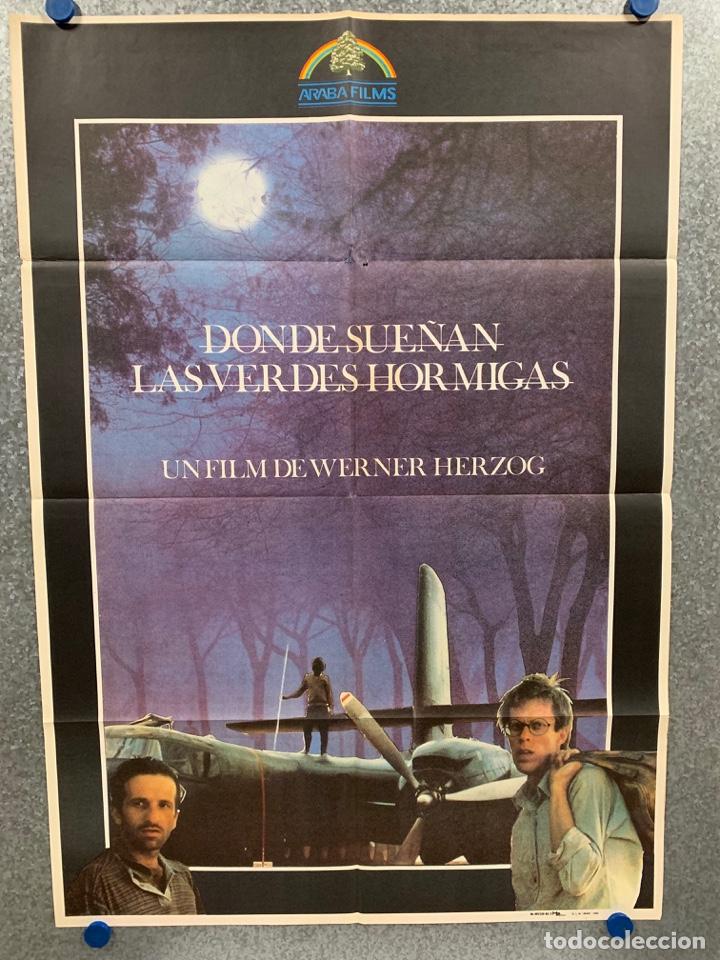 ARABA FILMS
DONDE SUEÑAN
LAS VERDES HORMIGAS
UN FILM DE WERNER HERZOG
todocoleccion